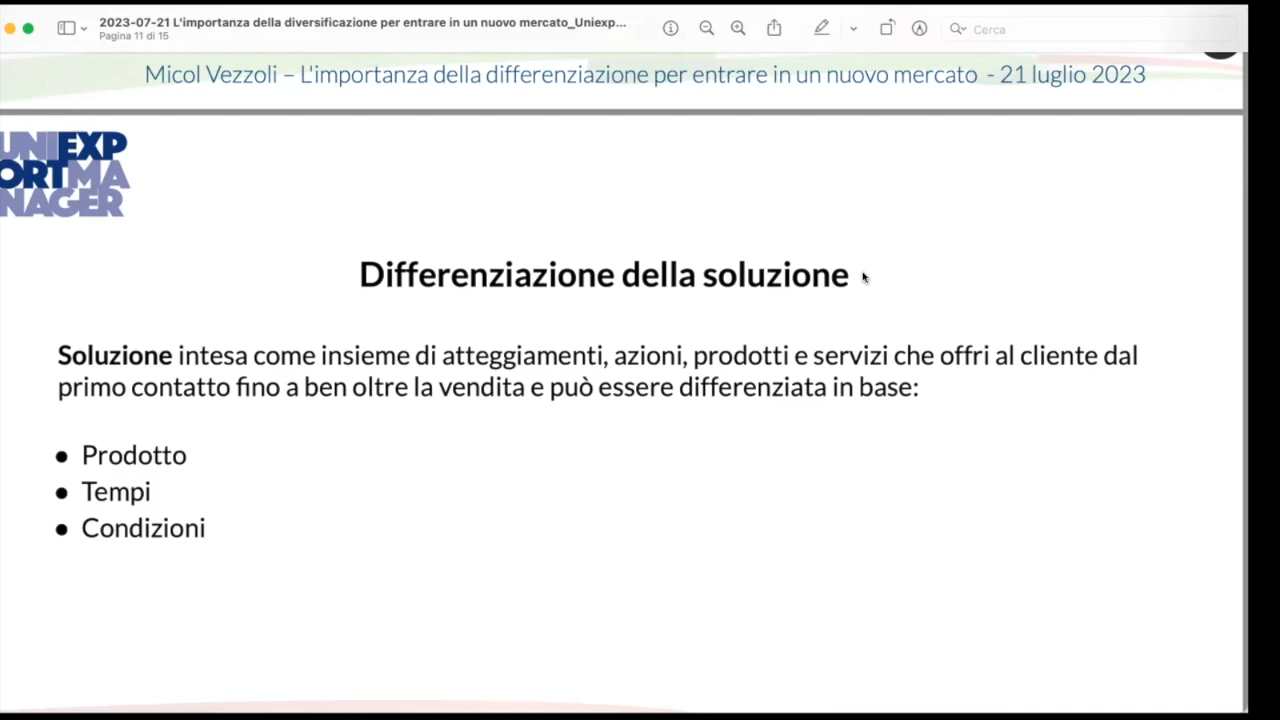 2023-07-21 L'importanza della diversificazione per entrare in un nuovo mercato_Uniexp...
Pagina 11 di 15
Cerca
Micol Vezzoli – L'importanza della differenziazione per entrare in un nuovo mercato - 21 luglio 2023
UNIEXP
ORTMA
NAGER
Differenziazione della soluzione
Soluzione intesa come insieme di atteggiamenti, azioni, prodotti e servizi che offri al cliente dal
primo contatto fino a ben oltre la vendita e può essere differenziata in base:
● Prodotto
● Tempi
● Condizioni